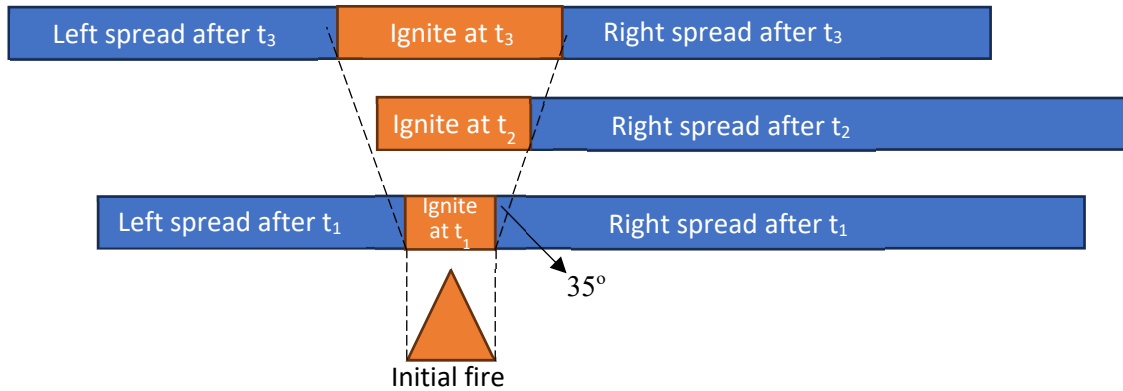 Left spread after t₃ Ignite at t₃ Right spread after t₃
Ignite at t₂ Right spread after t₂
Left spread after t₁ Ignite at t₁ Right spread after t₁
35º
Initial fire